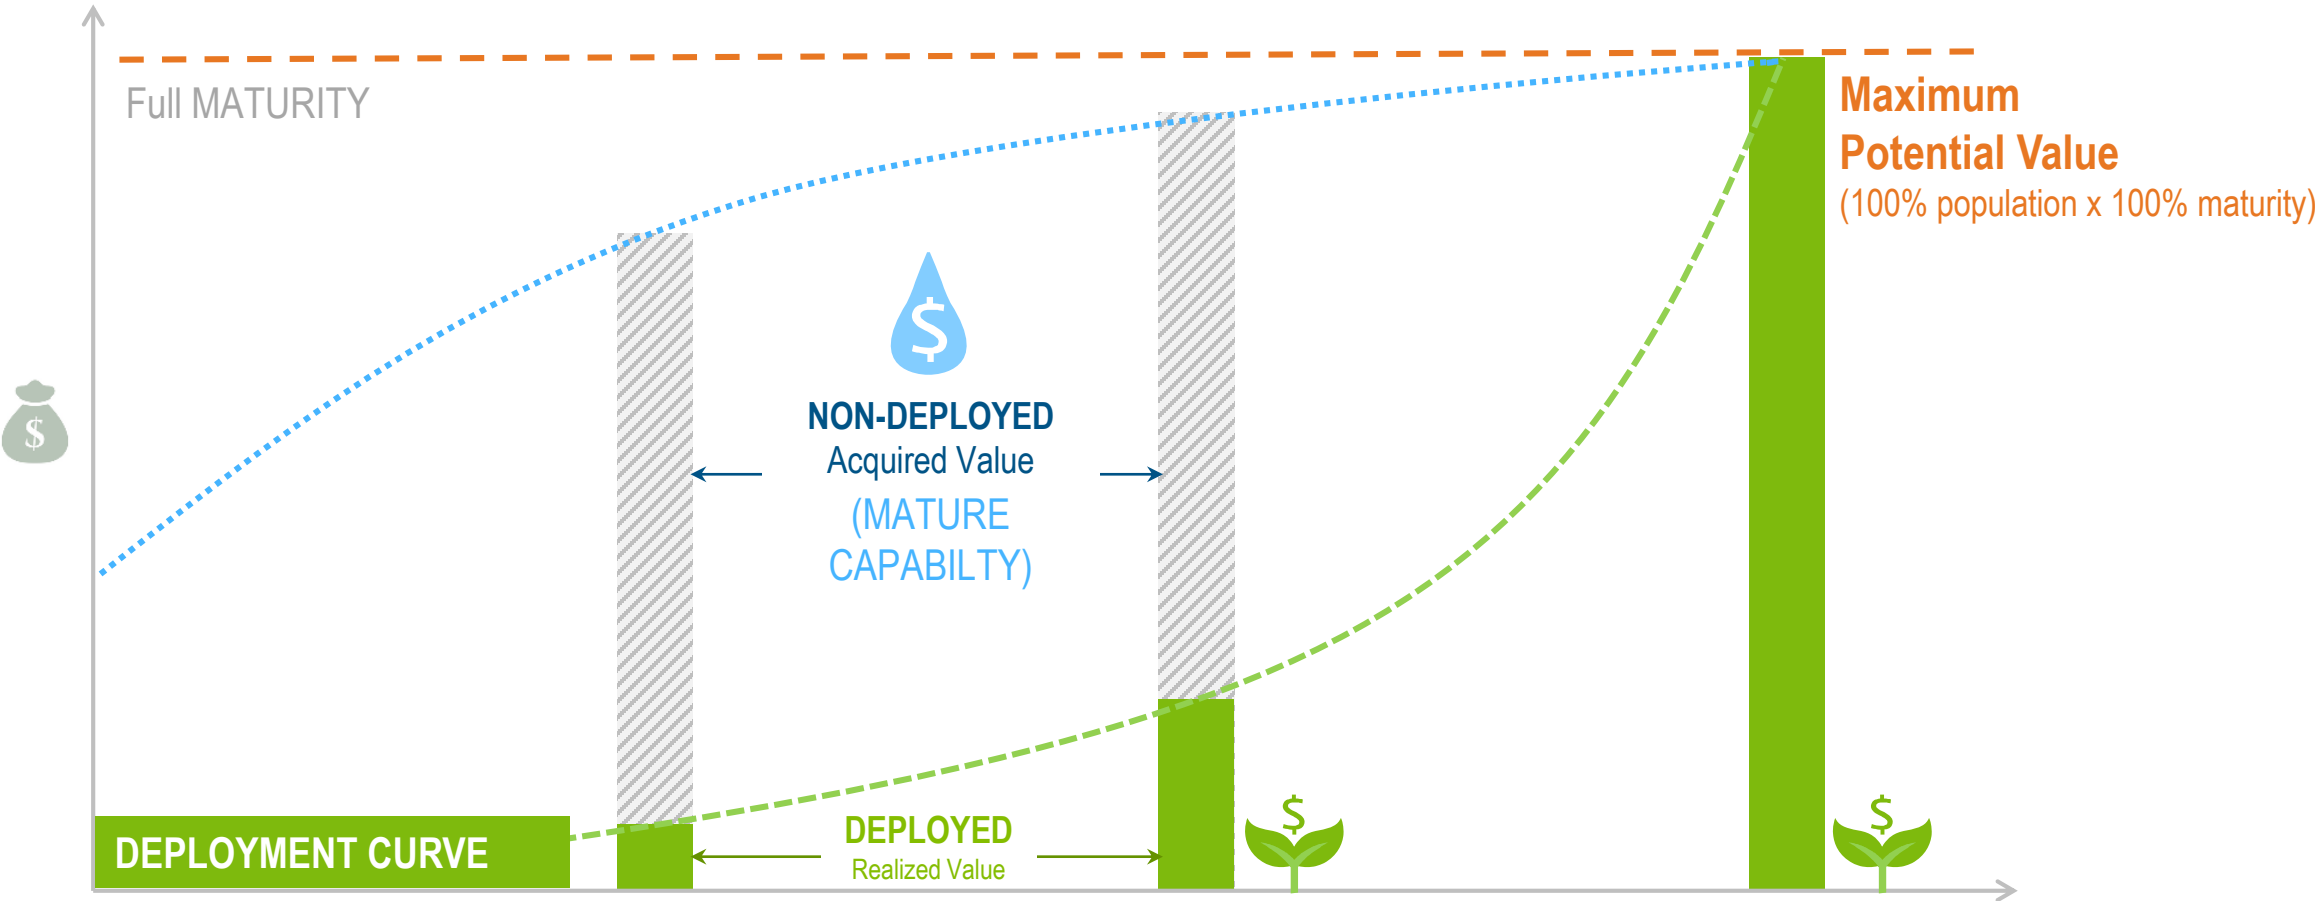 Full MATURITY
Maximum
Potential Value
(100% population x 100% maturity)
$
$
NON-DEPLOYED
Acquired Value
(MATURE
CAPABILTY)
$
$
DEPLOYMENT CURVE
DEPLOYED
Realized Value